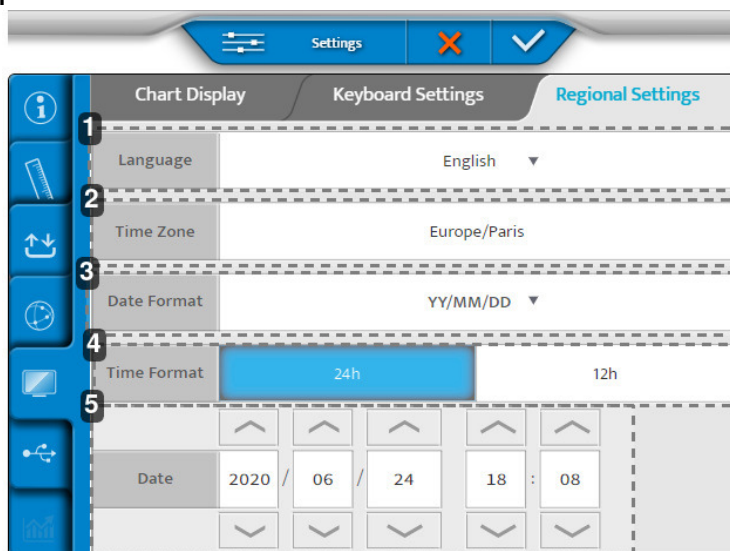 Settings
Chart Display Keyboard Settings Regional Settings
1
Language English
2
Time Zone Europe/Paris
3
Date Format YY/MM/DD
4
Time Format 24h 12h
5
Date 2020 / 06 / 24 18 : 08